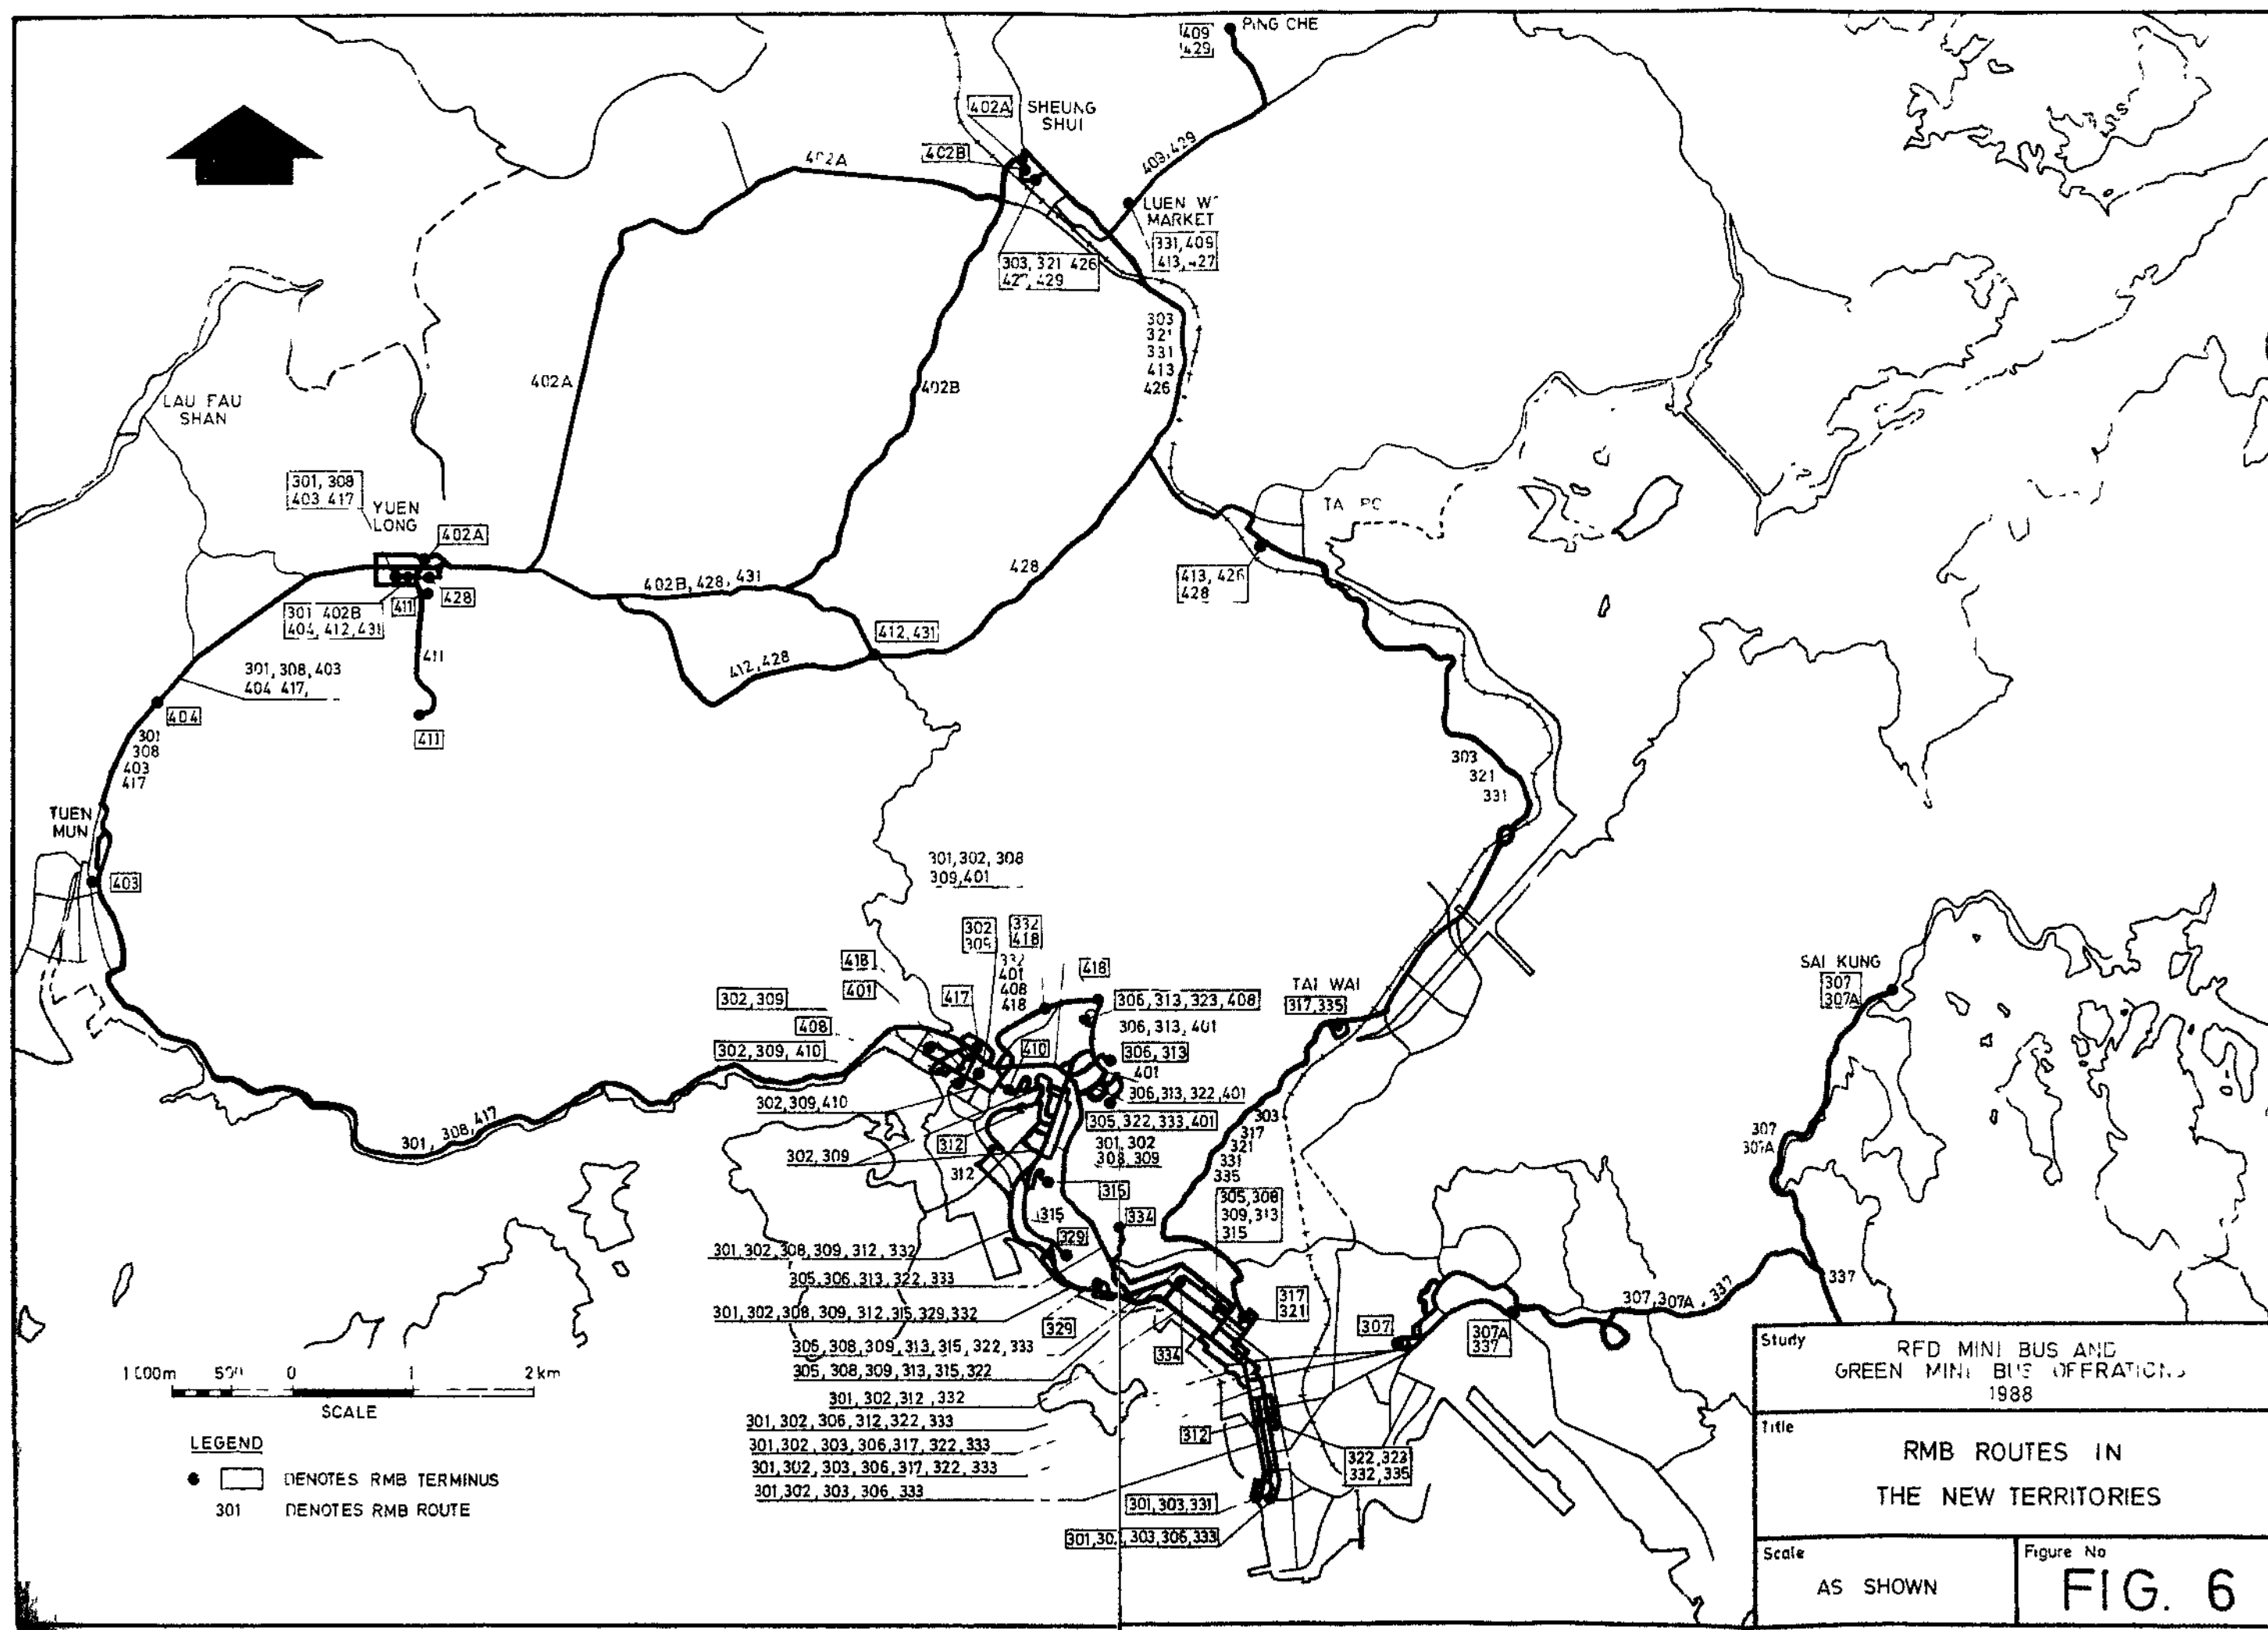 409
429
PING CHE
402A
SHEUNG
SHUI
402B
402A
409,429
LUEN
MARKET
331,409
413,427
303, 321 426
429
303
321
331
413
426
402A
402B
LAU FAU
SHAN
301, 308
403 417
YUEN
LONG
402A
428
402B, 428, 431
413, 426
428
301 402B
404, 412,431
411
428
412,431
411
412,428
301, 308,403
404 417,
404
411
301
308
403
417
303
321
331
TUEN
MUN
403
301,302, 308
309,401
302
309
332
418
418
401
417
332
401
408
418
418
SAI KUNG
307
307A
TAI WAI
317,335
302,309
306,313,323,408
306,313, 401
408
410
306, 313
401
302,309, 410
306,313,322,401
302,309,410
305,322,333,401
301, 308,417
303
317
321
331
335
307
307A
312
302,309
312
301,302
308,309
315
305,308
309,313
315
315
334
329
301,302,308,309,312,332
305,306,313,322,333
337
307,307A, 337
301,302,308,309,312,315,329,332
317
321
329
307
307A
337
305,308,309,313,315,322,333
334
305,308,309,313,315,322
301,302,312,332
301,302,306,312,322,333
301,302,303,306,317,322,333
312
301,302,303,306,317,322,333
322,323
332,335
301,302,303,306,333
301,303,331
303,306,333
0
1
2 km
SCALE
LEGEND
DENOTES RMB TERMINUS
301 DENOTES RMB ROUTE
Study
MINI BUS AND
GREEN MINI
1988
Title
RMB ROUTES IN
THE NEW TERRITORIES
Scale
AS SHOWN
Figure No
FIG. 6